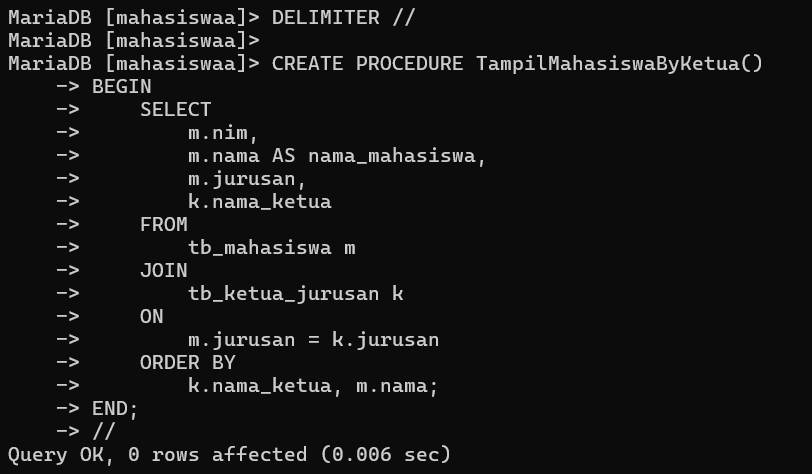 MariaDB [mahasiswaa]> DELIMITER //
MariaDB [mahasiswaa]>
MariaDB [mahasiswaa]> CREATE PROCEDURE TampilMahasiswaByKetua()
    -> BEGIN
    ->     SELECT
    ->         m.nim,
    ->         m.nama AS nama_mahasiswa,
    ->         m.jurusan,
    ->         k.nama_ketua
    ->     FROM
    ->         tb_mahasiswa m
    ->     JOIN
    ->         tb_ketua_jurusan k
    ->     ON
    ->         m.jurusan = k.jurusan
    ->     ORDER BY
    ->         k.nama_ketua, m.nama;
    -> END;
    -> //
Query OK, 0 rows affected (0.006 sec)